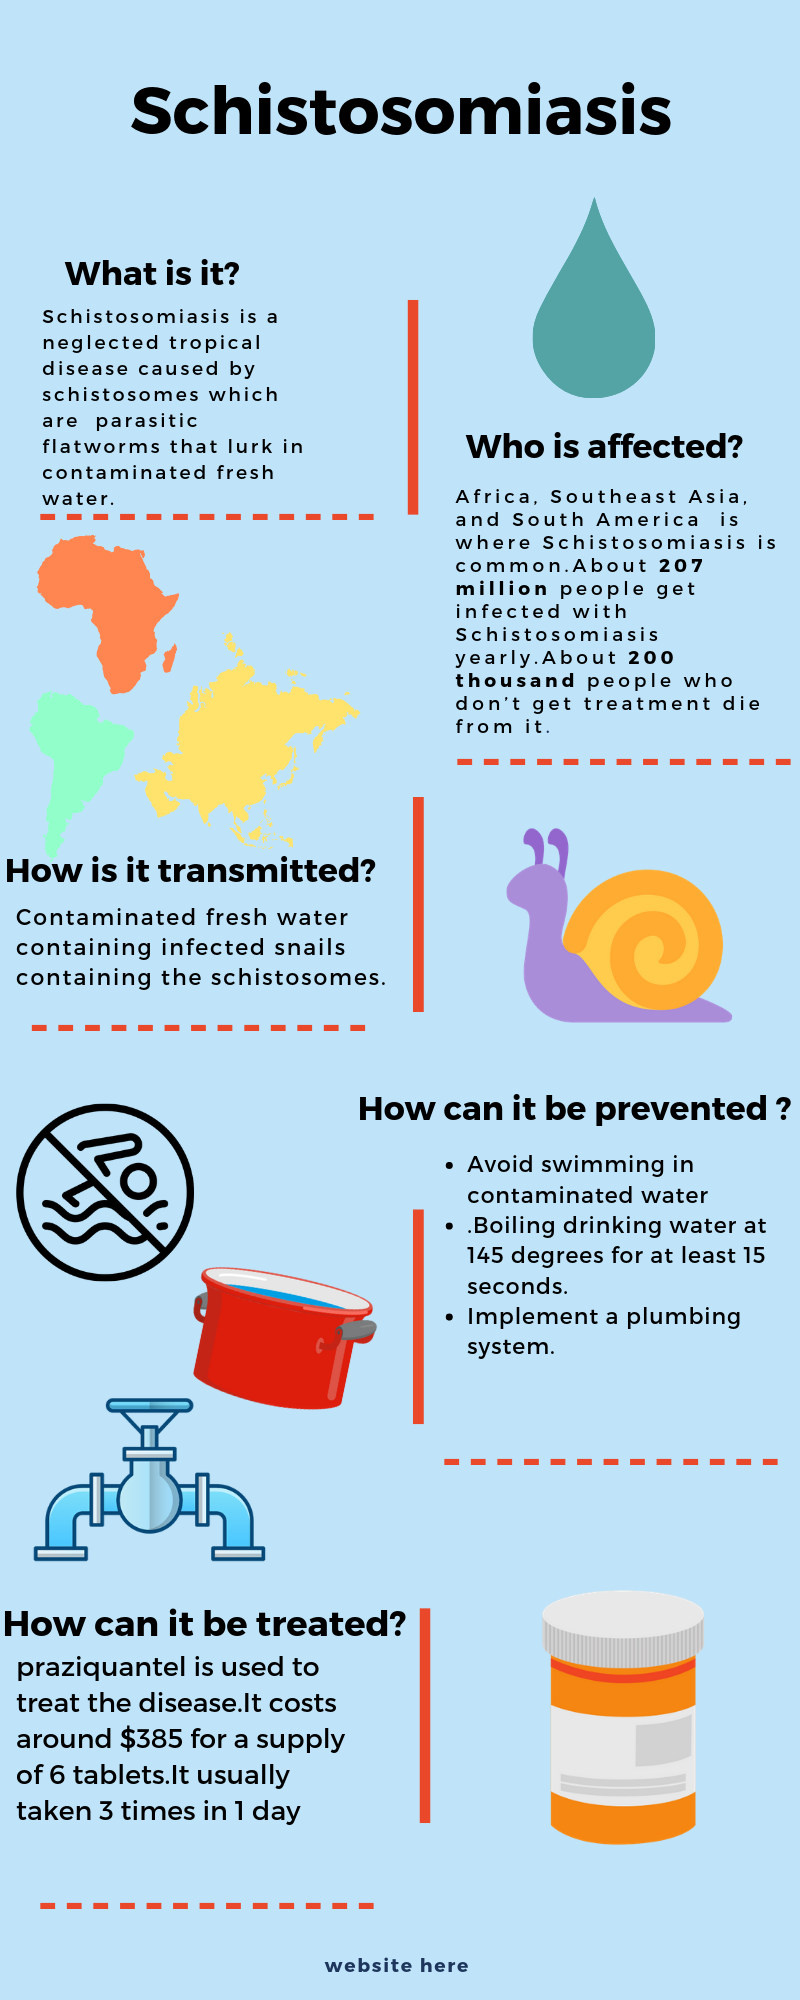 Schistosomiasis
What is it?
Schistosomiasis is a
neglected tropical
disease caused by
schistosomes which
are  parasitic
flatworms that lurk in
contaminated fresh
water.
Who is affected?
Africa, Southeast Asia,
and South America  is
where Schistosomiasis is
common.About 207
million people get
infected with
Schistosomiasis
yearly.About 200
thousand people who
don’t get treatment die
from it.
How is it transmitted?
Contaminated fresh water
containing infected snails
containing the schistosomes.
How can it be prevented ?
• Avoid swimming in
contaminated water
• .Boiling drinking water at
145 degrees for at least 15
seconds.
• Implement a plumbing
system.
How can it be treated?
praziquantel is used to
treat the disease.It costs
around $385 for a supply
of 6 tablets.It usually
taken 3 times in 1 day
website here